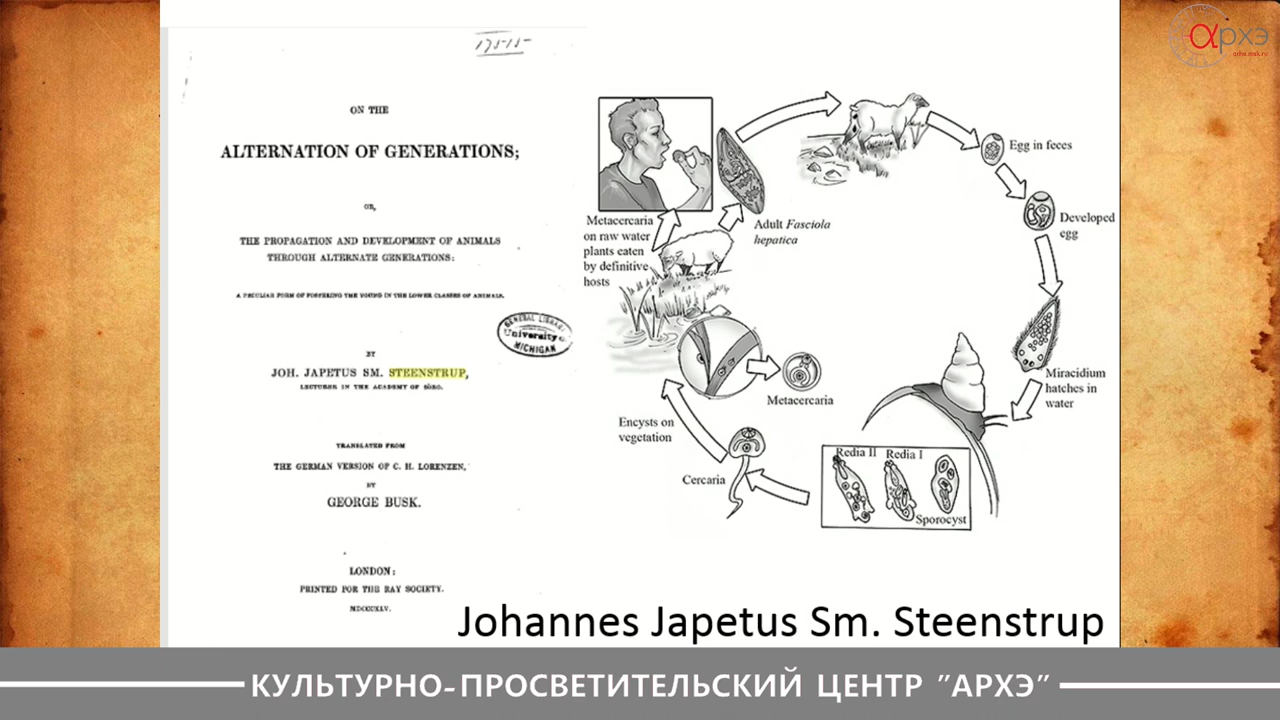 αρχэ
arhe.msk.ru
17515
ON THE
ALTERNATION OF GENERATIONS;
OR,
THE PROPAGATION AND DEVELOPMENT OF ANIMALS
THROUGH ALTERNATE GENERATIONS:
A PECULIAR FORM OF FOSTERING THE YOUNG IN THE LOWER CLASSES OF ANIMALS.
GENERAL LIBRARY
University of
MICHIGAN
BY
JOH. JAPETUS SM. STEENSTRUP,
LECTURER IN THE ACADEMY OF SÖRO.
TRANSLATED FROM
THE GERMAN VERSION OF C. H. LORENZEN,
BY
GEORGE BUSK.
LONDON:
PRINTED FOR THE RAY SOCIETY.
MDCCCXLV.
Metacercaria
on raw water
plants eaten
by definitive
hosts
Adult Fasciola
hepatica
Egg in feces
Developed
egg
Miracidium
hatches in
water
Redia II Redia I
Sporocyst
Cercaria
Encysts on
vegetation
Metacercaria
Johannes Japetus Sm. Steenstrup
КУЛЬТУРНО-ПРОСВЕТИТЕЛЬСКИЙ ЦЕНТР "АРХЭ"